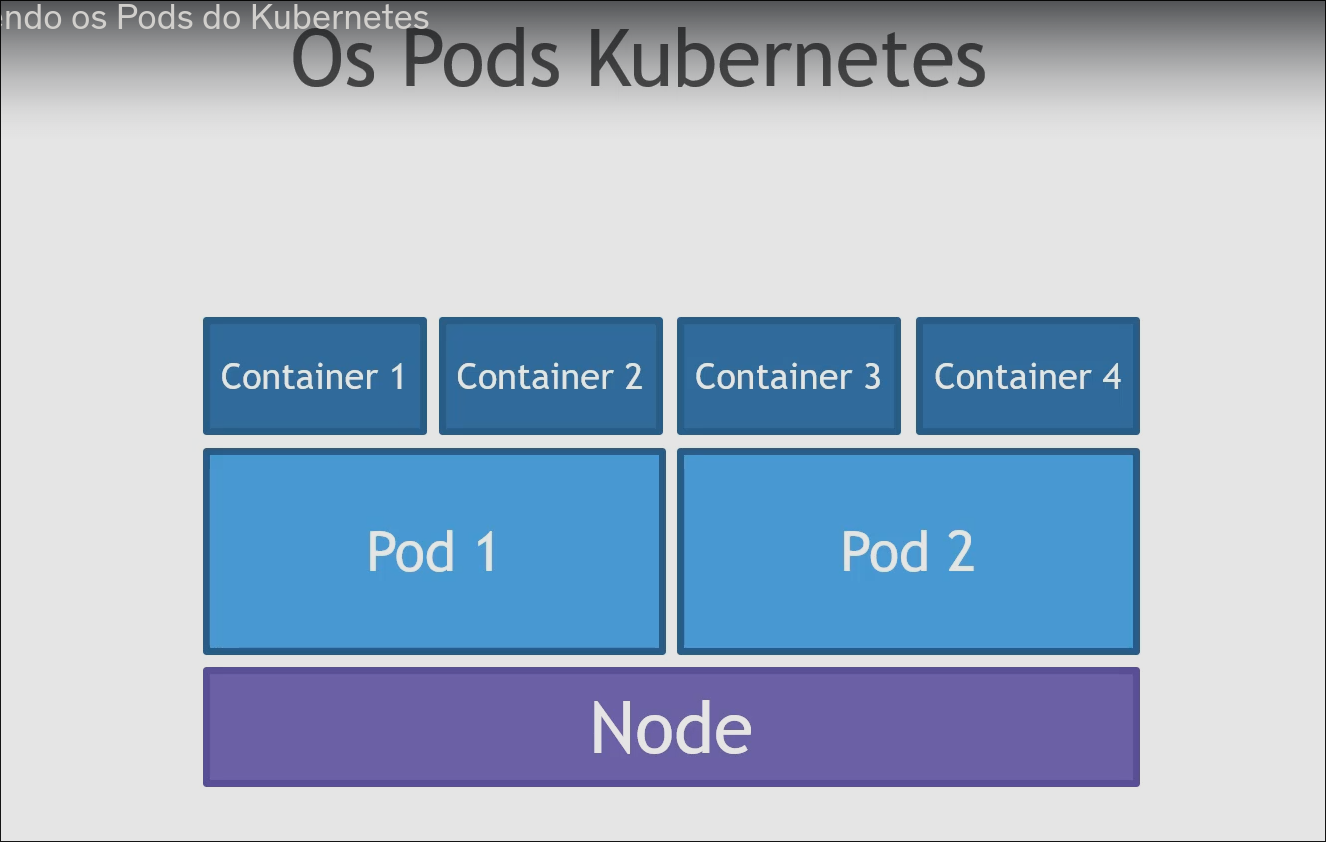 endo os Pods do Kubernetes
Os Pods Kubernetes
Container 1
Container 2
Container 3
Container 4
Pod 1
Pod 2
Node